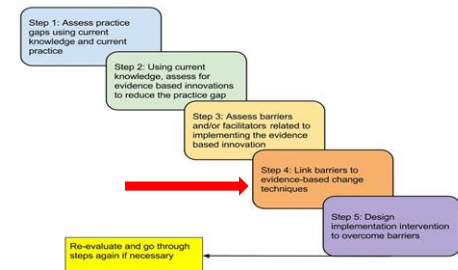 Step 1: Assess practice
gaps using current
knowledge and current
practice
Step 2: Using current
knowledge, assess for
evidence based innovations
to reduce the practice gap
Step 3: Assess barriers
and/or facilitators related to
implementing the evidence
based innovation
Step 4: Link barriers to
evidence-based change
techniques
Step 5: Design
implementation intervention
to overcome barriers
Re-evaluate and go through
steps again if necessary